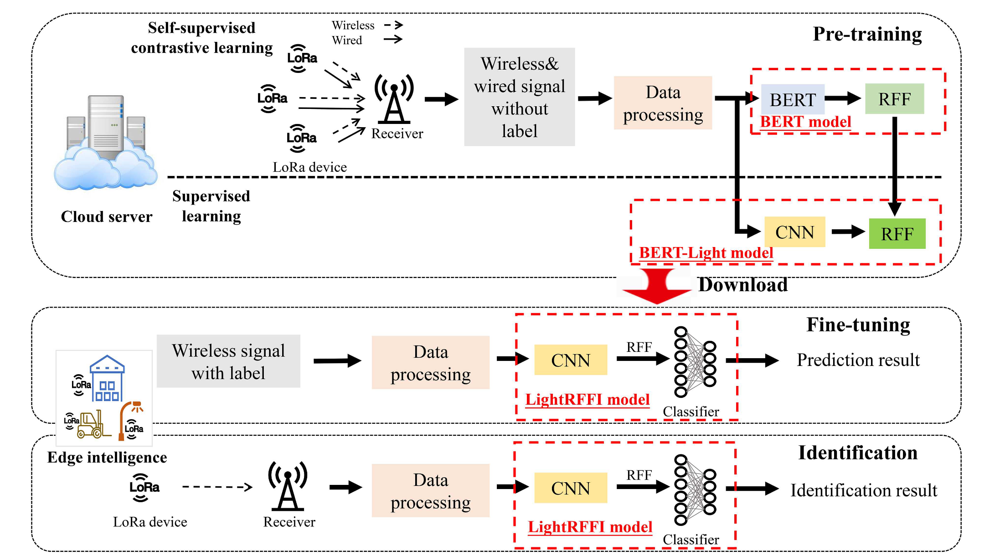 Self-supervised
contrastive learning
Wireless
Wired
Pre-training
LoRa
LoRa
LoRa
LoRa device
Receiver
Wireless&
wired signal
without
label
Data
processing
BERT
RFF
BERT model
Cloud server
Supervised
learning
CNN
RFF
BERT-Light model
Download
Fine-tuning
Wireless signal
with label
Data
processing
CNN
RFF
Classifier
LightRFFI model
Prediction result
LoRa
LoRa
LoRa
Edge intelligence
Identification
LoRa
LoRa device
Receiver
Data
processing
CNN
RFF
Classifier
LightRFFI model
Identification result